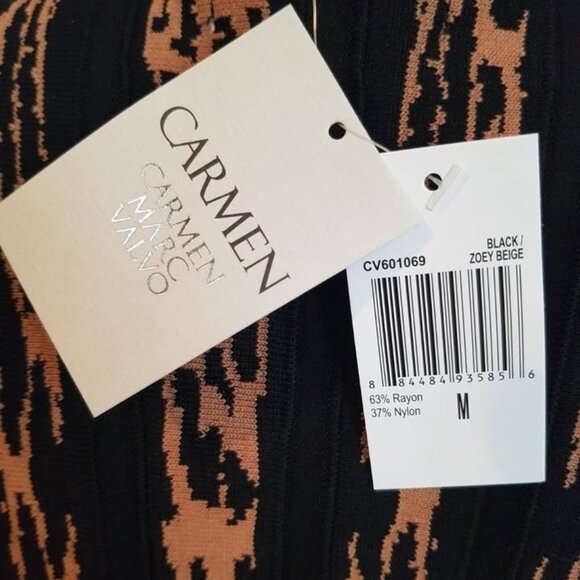 CARMEN
CARMEN
MARC
VALVO
BLACK/
CV601069 ZOEY BEIGE
8 84484 93585 6
63% Rayon
37% Nylon M